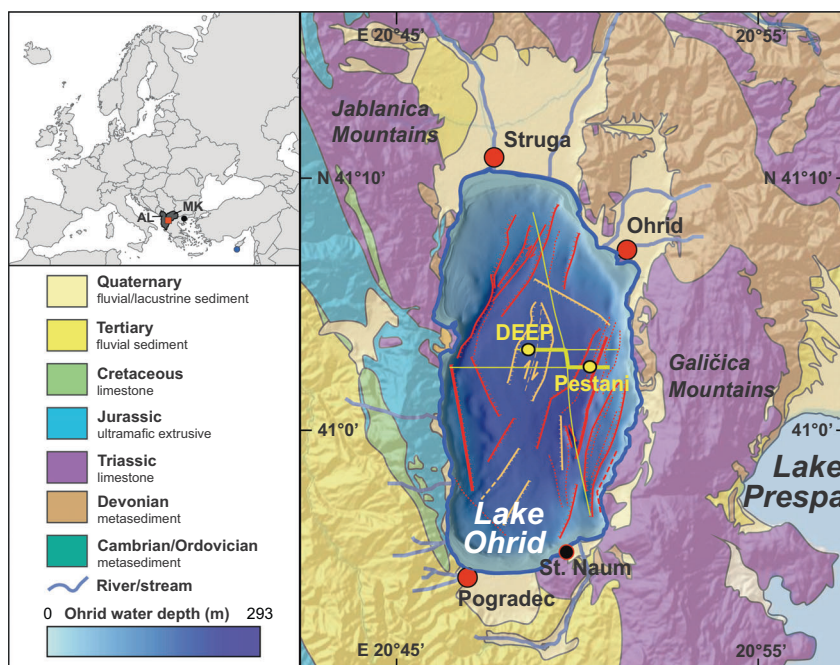 AL
MK
Quaternary
fluvial/lacustrine sediment
Tertiary
fluvial sediment
Cretaceous
limestone
Jurassic
ultramafic extrusive
Triassic
limestone
Devonian
metasediment
Cambrian/Ordovician
metasediment
River/stream
0 Ohrid water depth (m) 293
E 20°45'
20°55'
Jablanica
Mountains
Struga
N 41°10'
41°10'
Ohrid
DEEP
Pestani
Galičica
Mountains
41°0'
41°0'
Lake
Prespa
Lake
Ohrid
St. Naum
Pogradec
E 20°45'
20°55'